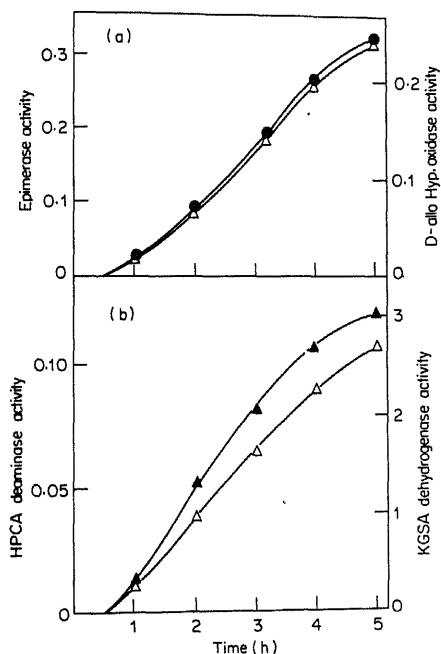 (a)
0·3
0·2
0·1
0
Epimerase activity
0·2
0·1
0
D-allo Hyp. oxidase activity
(b)
0·10
0·05
0
HPCA deaminase activity
3
2
1
0
KGSA dehydrogenase activity
1 2 3 4 5
Time (h)